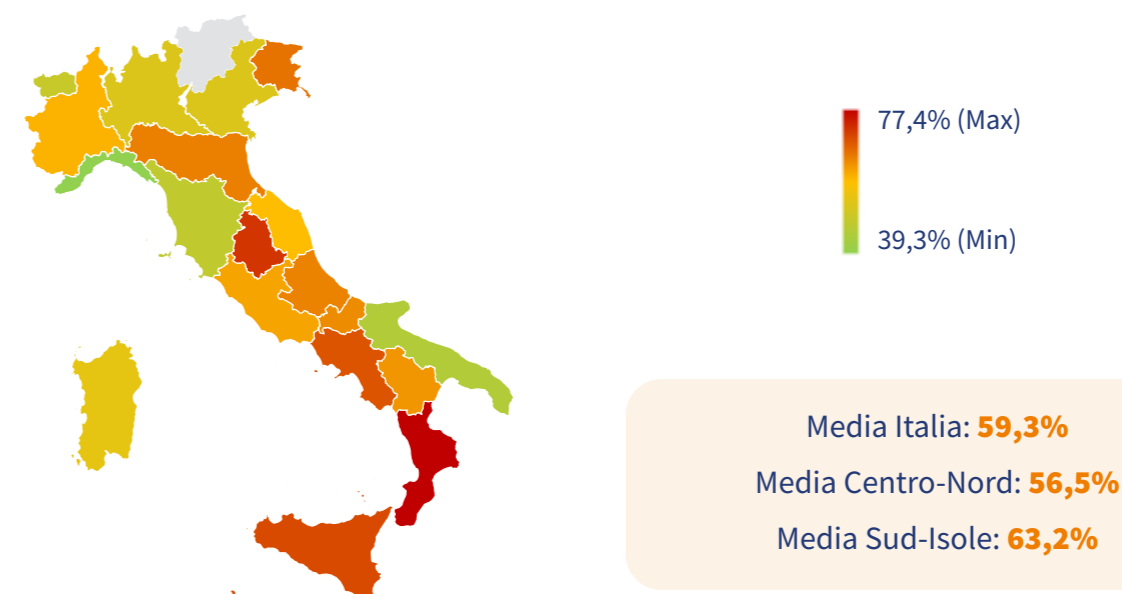 77,4% (Max)
39,3% (Min)
Media Italia: 59,3%
Media Centro-Nord: 56,5%
Media Sud-Isole: 63,2%